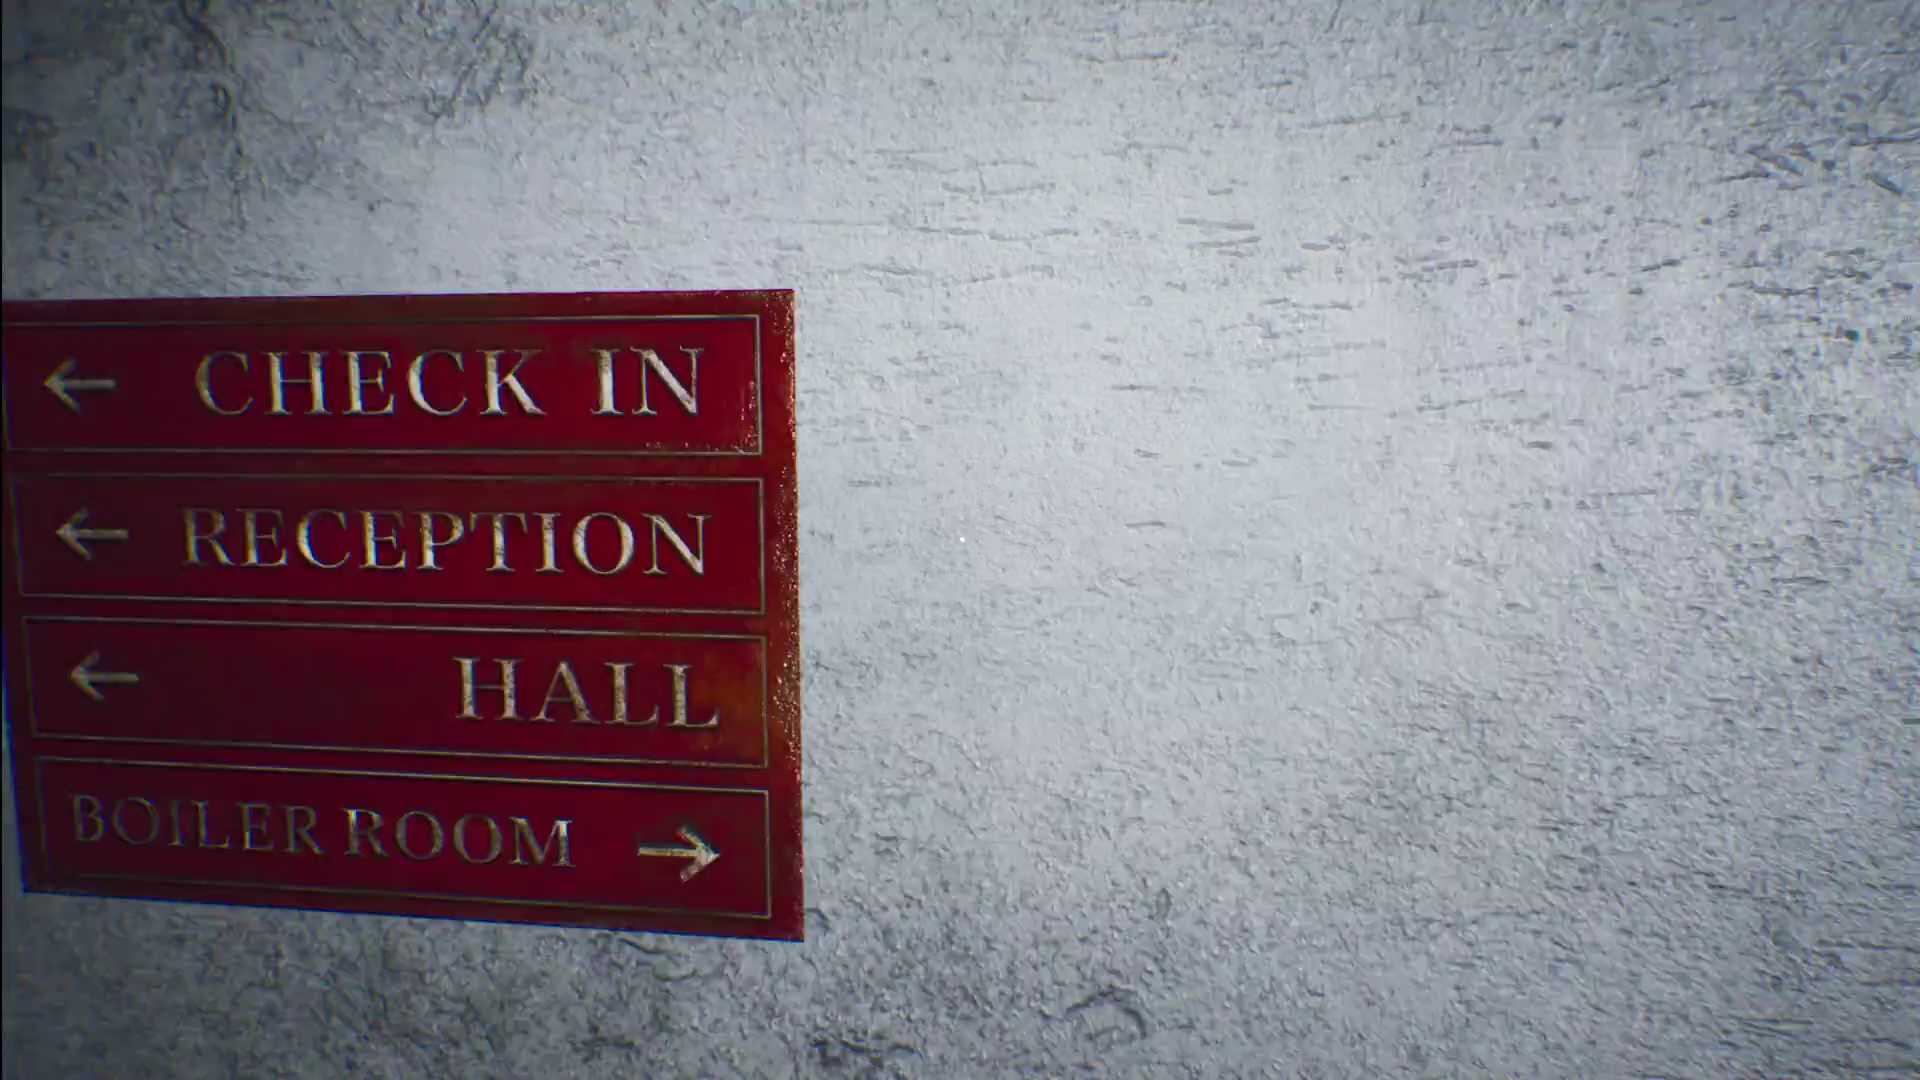 ← CHECK IN
← RECEPTION
← HALL
BOILER ROOM →